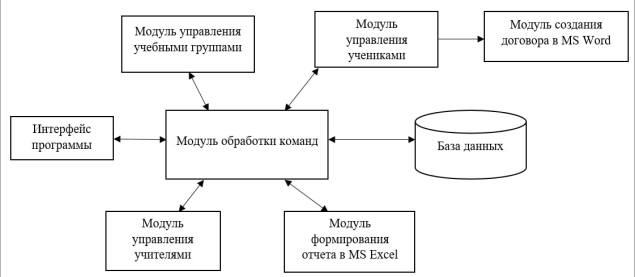 Модуль управления
учебными группами
Модуль
управления
учениками
Модуль создания
договора в MS Word
Интерфейс
программы
Модуль обработки команд
База данных
Модуль
управления
учителями
Модуль
формирования
отчета в MS Excel